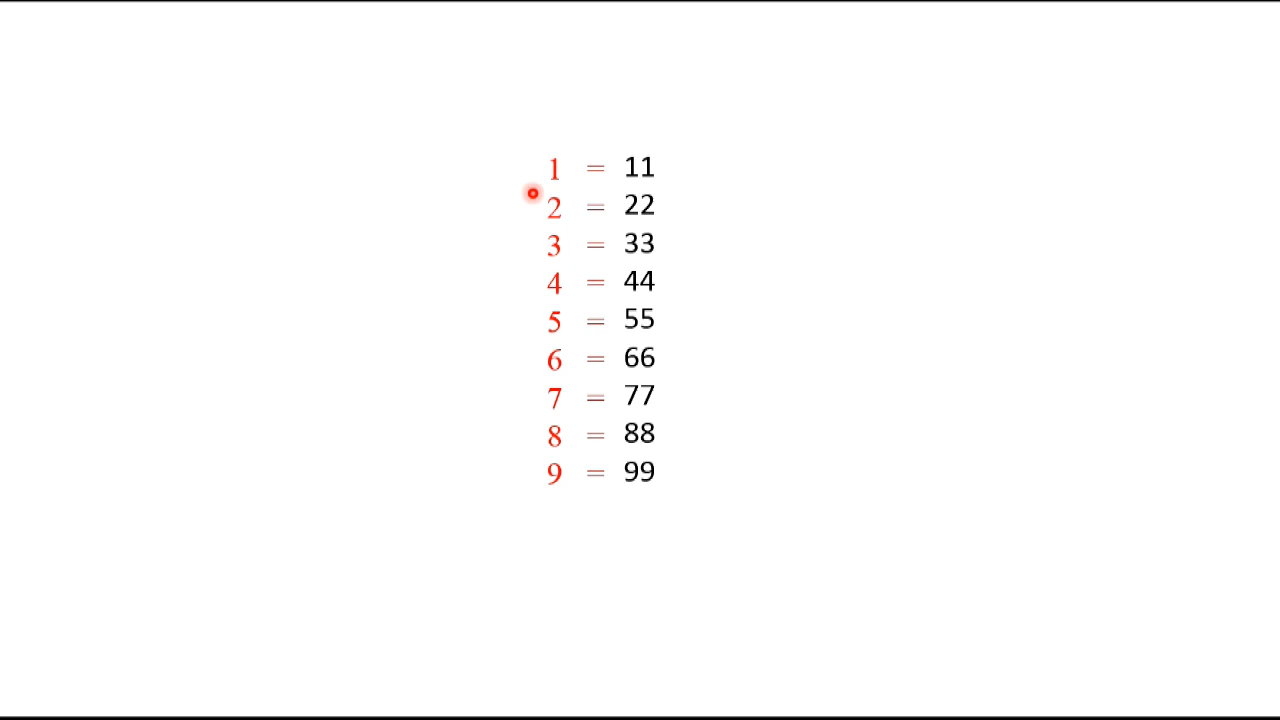 1 = 11
2 = 22
3 = 33
4 = 44
5 = 55
6 = 66
7 = 77
8 = 88
9 = 99